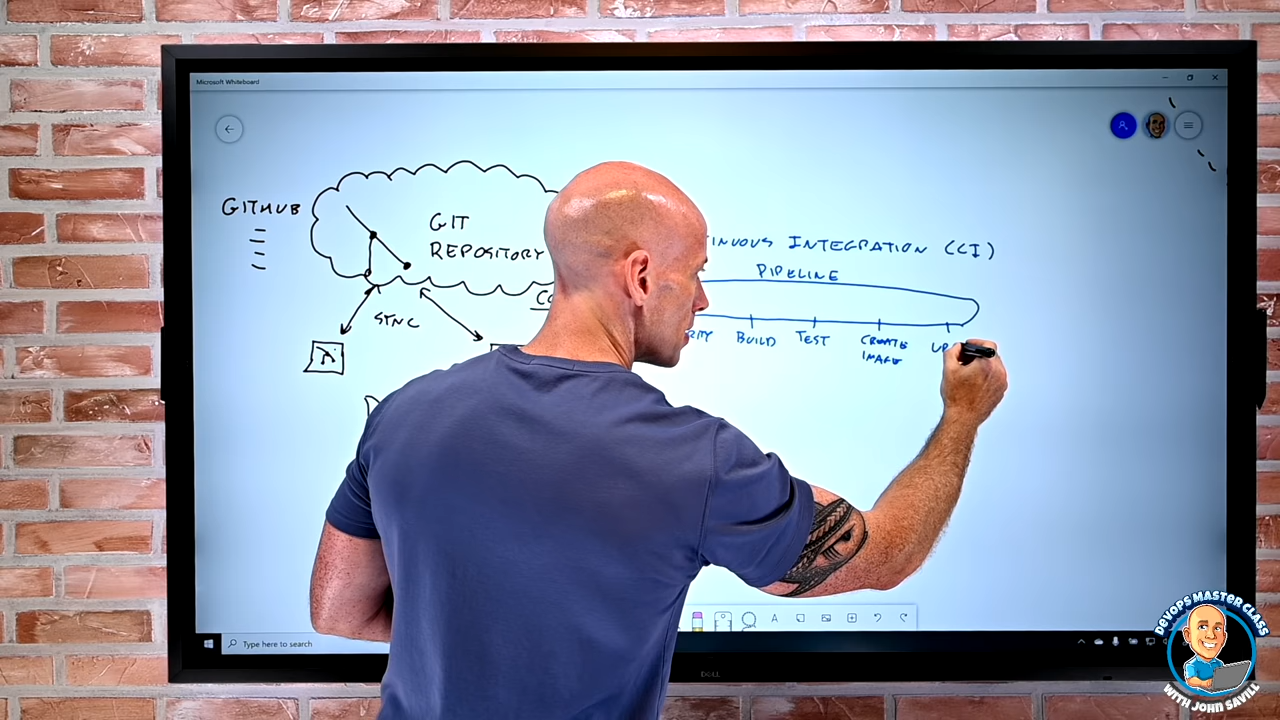 Microsoft Whiteboard
GITHUB
GIT
REPOSITORY
SYNC
INUOUS INTEGRATION (CI)
PIPELINE
BUILD
TEST
CREATE
IMAGE
Type here to search
DELL
DEVOPS MASTER CLASS
WITH JOHN SAVILL